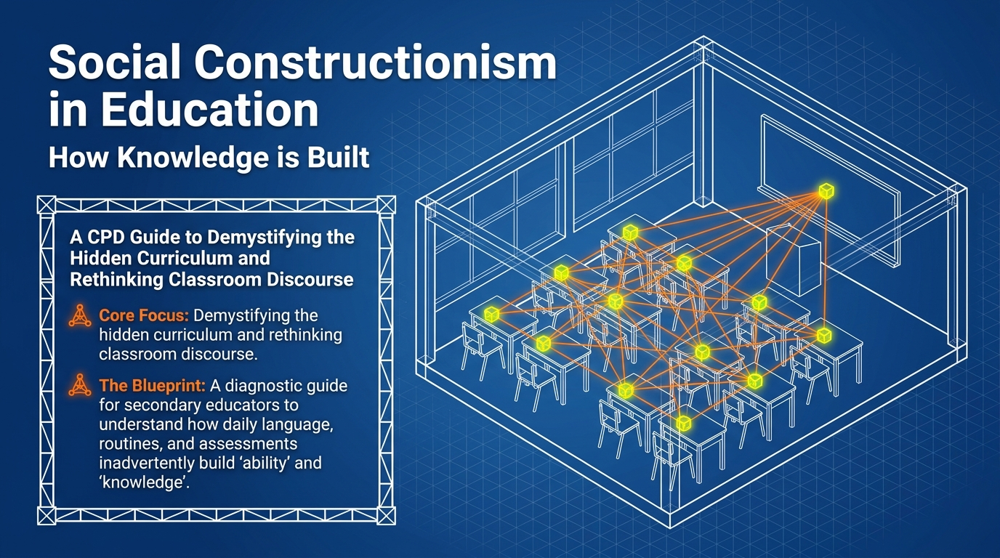 Social Constructionism
in Education
How Knowledge is Built
A CPD Guide to Demystifying the
Hidden Curriculum and
Rethinking Classroom Discourse
Core Focus: Demystifying the
hidden curriculum and rethinking
classroom discourse.
The Blueprint: A diagnostic guide
for secondary educators to
understand how daily language,
routines, and assessments
inadvertently build ‘ability’ and
‘knowledge’.